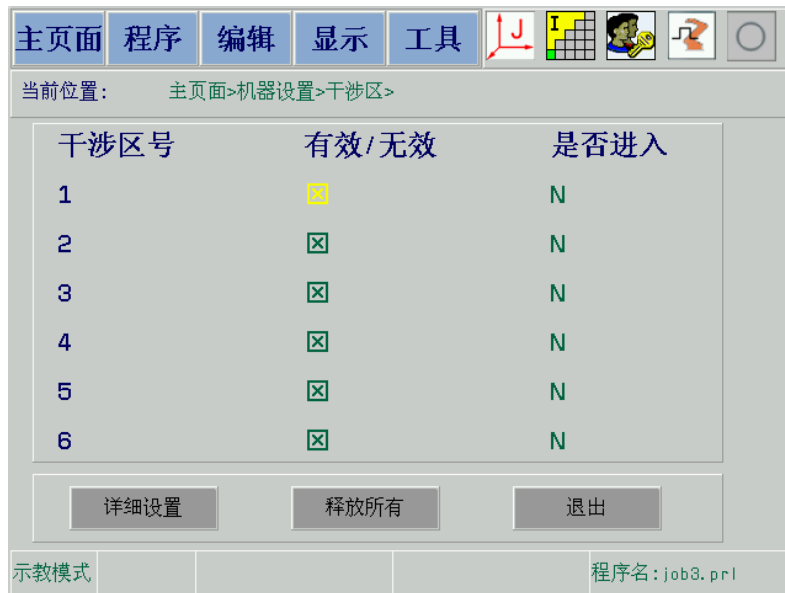 主页面 程序 编辑 显示 工具 J I
当前位置: 主页面>机器设置>干涉区>
干涉区号 有效/无效 是否进入
1 N
2 N
3 N
4 N
5 N
6 N
详细设置 释放所有 退出
示教模式 程序名:job3.prl